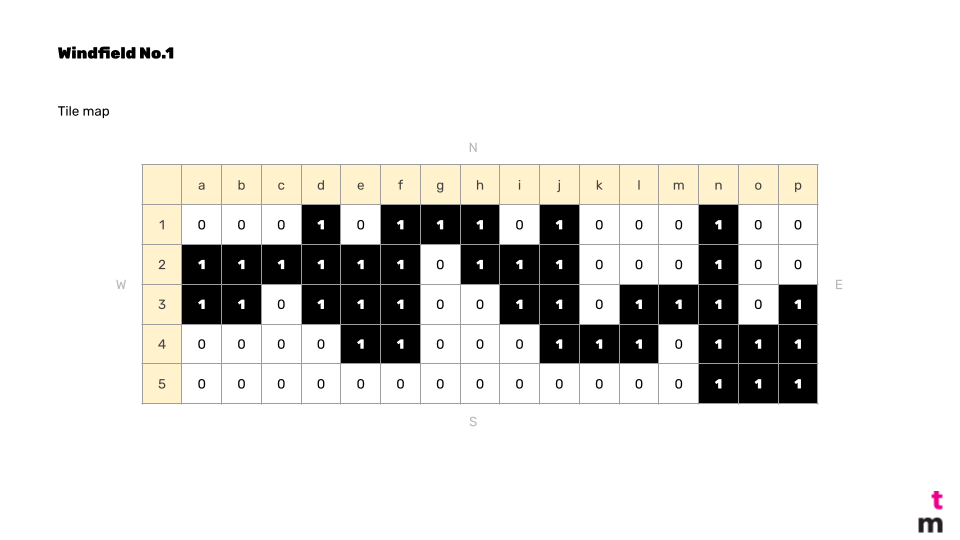 Windfield No.1
Tile map
N
a b c d e f g h i j k l m n o p
1 0 0 0 1 0 1 1 1 0 1 0 0 0 1 0 0
2 1 1 1 1 1 1 0 1 1 1 0 0 0 1 0 0
W
E
3 1 1 0 1 1 1 0 0 1 1 0 1 1 1 0 1
4 0 0 0 0 1 1 0 0 0 1 1 1 0 1 1 1
5 0 0 0 0 0 0 0 0 0 0 0 0 0 1 1 1
S
t
m